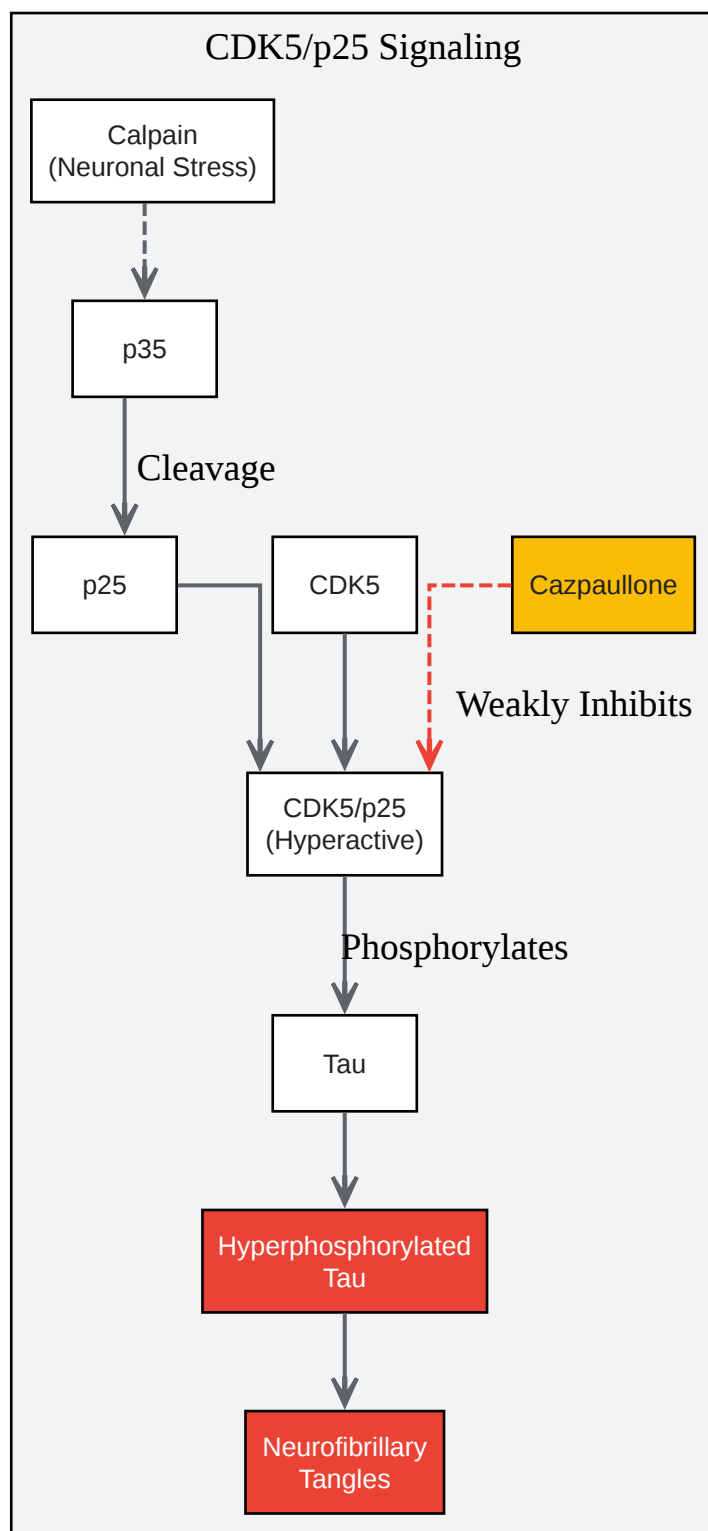 CDK5/p25 Signaling
Calpain
(Neuronal Stress)
p35
Cleavage
p25
CDK5
Cazpaullone
Weakly Inhibits
CDK5/p25
(Hyperactive)
Phosphorylates
Tau
Hyperphosphorylated
Tau
Neurofibrillary
Tangles